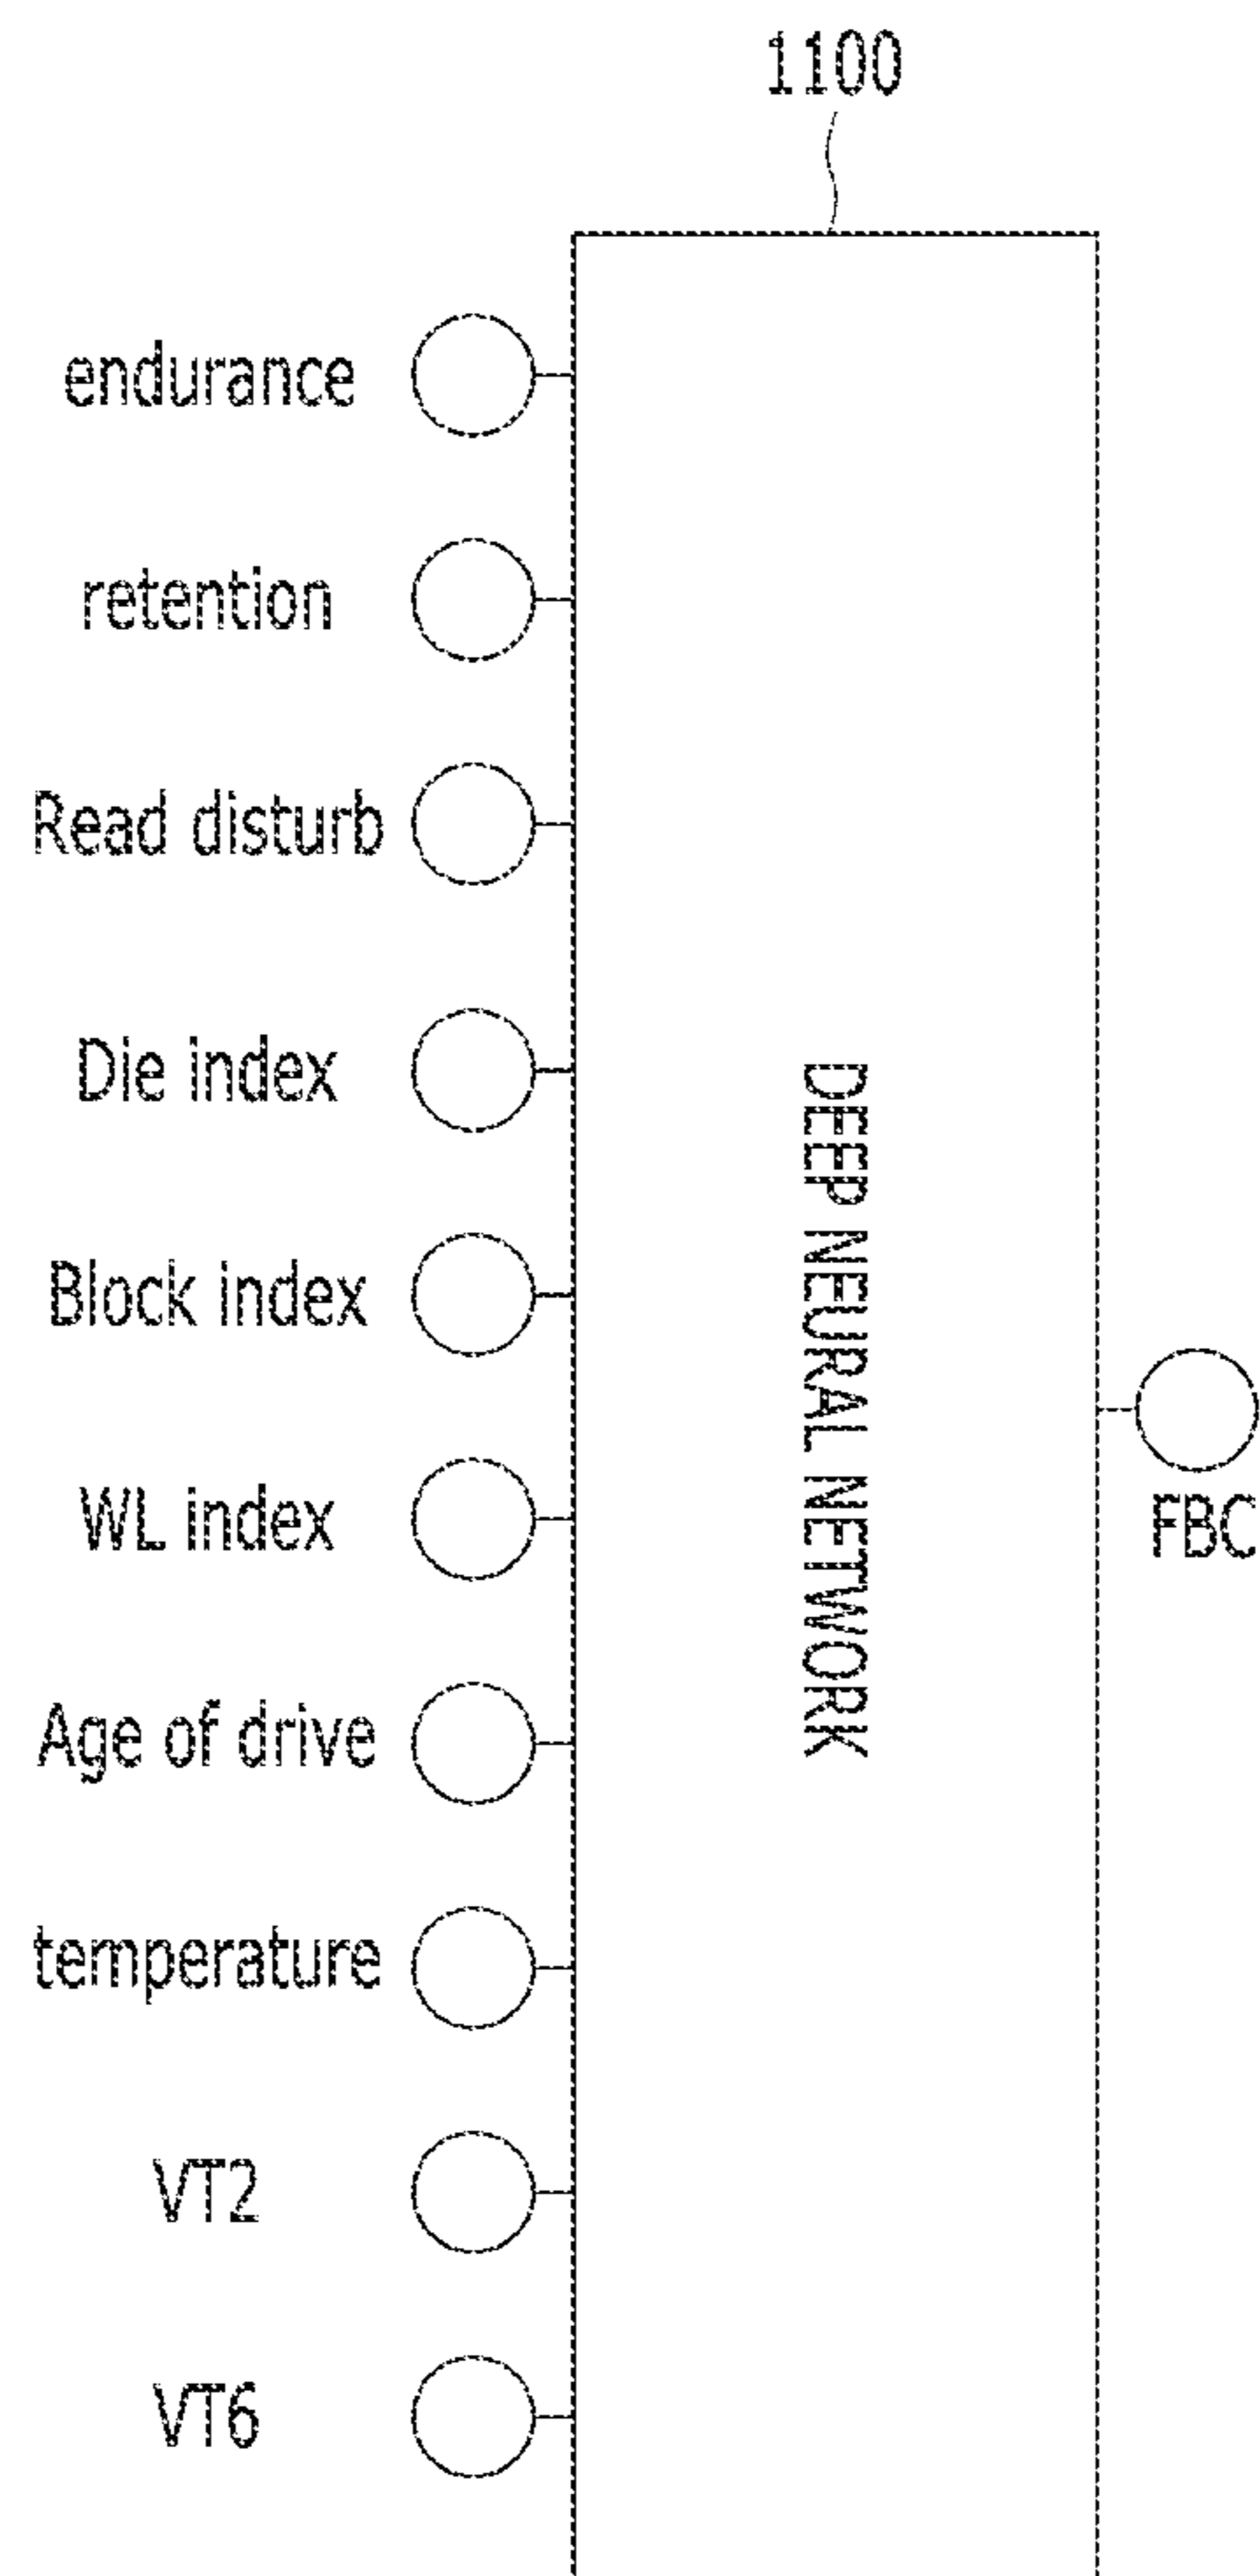 1100
endurance
retention
Read disturb
Die index
Block index
WL index
Age of drive
temperature
VT2
VT6
DEEP NEURAL NETWORK
FBC